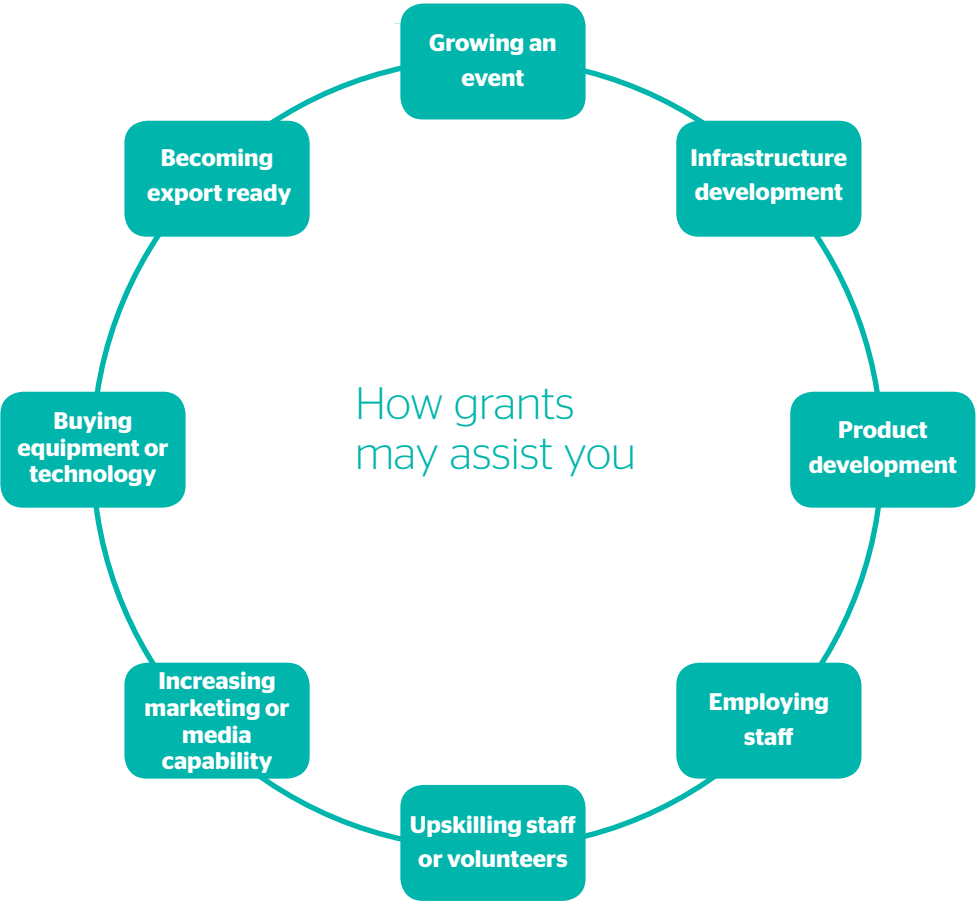 Growing an
event
Infrastructure
development
Product
development
Employing
staff
Upskilling staff
or volunteers
Increasing
marketing or
media
capability
Buying
equipment or
technology
Becoming
export ready
How grants
may assist you